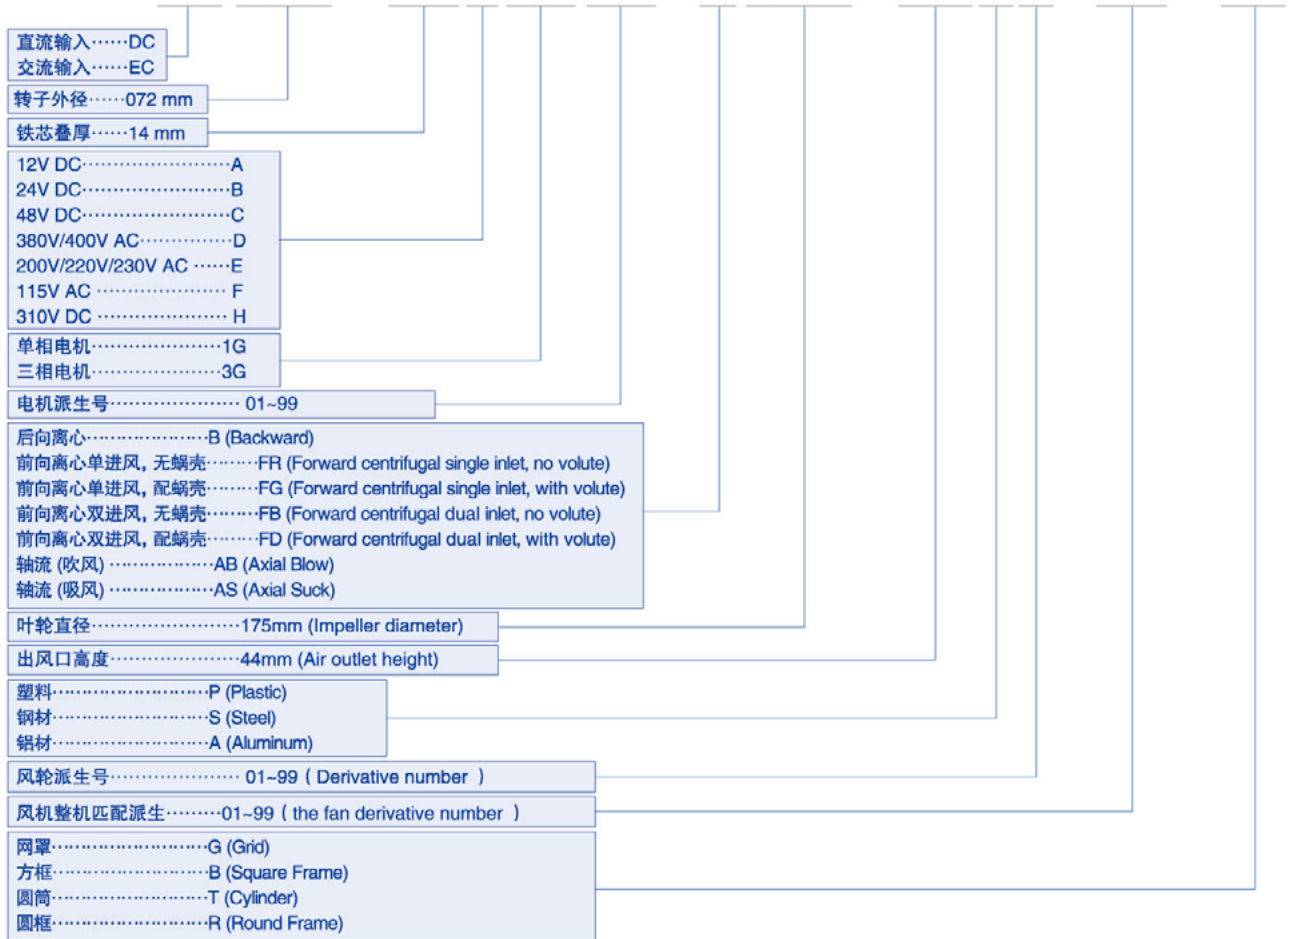 直流输入······DC
交流输入······EC
转子外径······072 mm
铁芯叠厚······14 mm
12V DC························A
24V DC························B
48V DC························C
380V/400V AC···············D
200V/220V/230V AC ······E
115V AC ····················· F
310V DC ····················· H
单相电机·····················1G
三相电机·····················3G
电机派生号····················· 01~99
后向离心····················B (Backward)
前向离心单进风, 无蜗壳·········FR (Forward centrifugal single inlet, no volute)
前向离心单进风, 配蜗壳·········FG (Forward centrifugal single inlet, with volute)
前向离心双进风, 无蜗壳·········FB (Forward centrifugal dual inlet, no volute)
前向离心双进风, 配蜗壳·········FD (Forward centrifugal dual inlet, with volute)
轴流 (吹风) ·················AB (Axial Blow)
轴流 (吸风) ·················AS (Axial Suck)
叶轮直径························175mm (Impeller diameter)
出风口高度·····················44mm (Air outlet height)
塑料··························P (Plastic)
钢材··························S (Steel)
铝材··························A (Aluminum)
风轮派生号····················· 01~99 ( Derivative number )
风机整机匹配派生·········01~99 ( the fan derivative number )
网罩··························G (Grid)
方框··························B (Square Frame)
圆筒··························T (Cylinder)
圆框··························R (Round Frame)